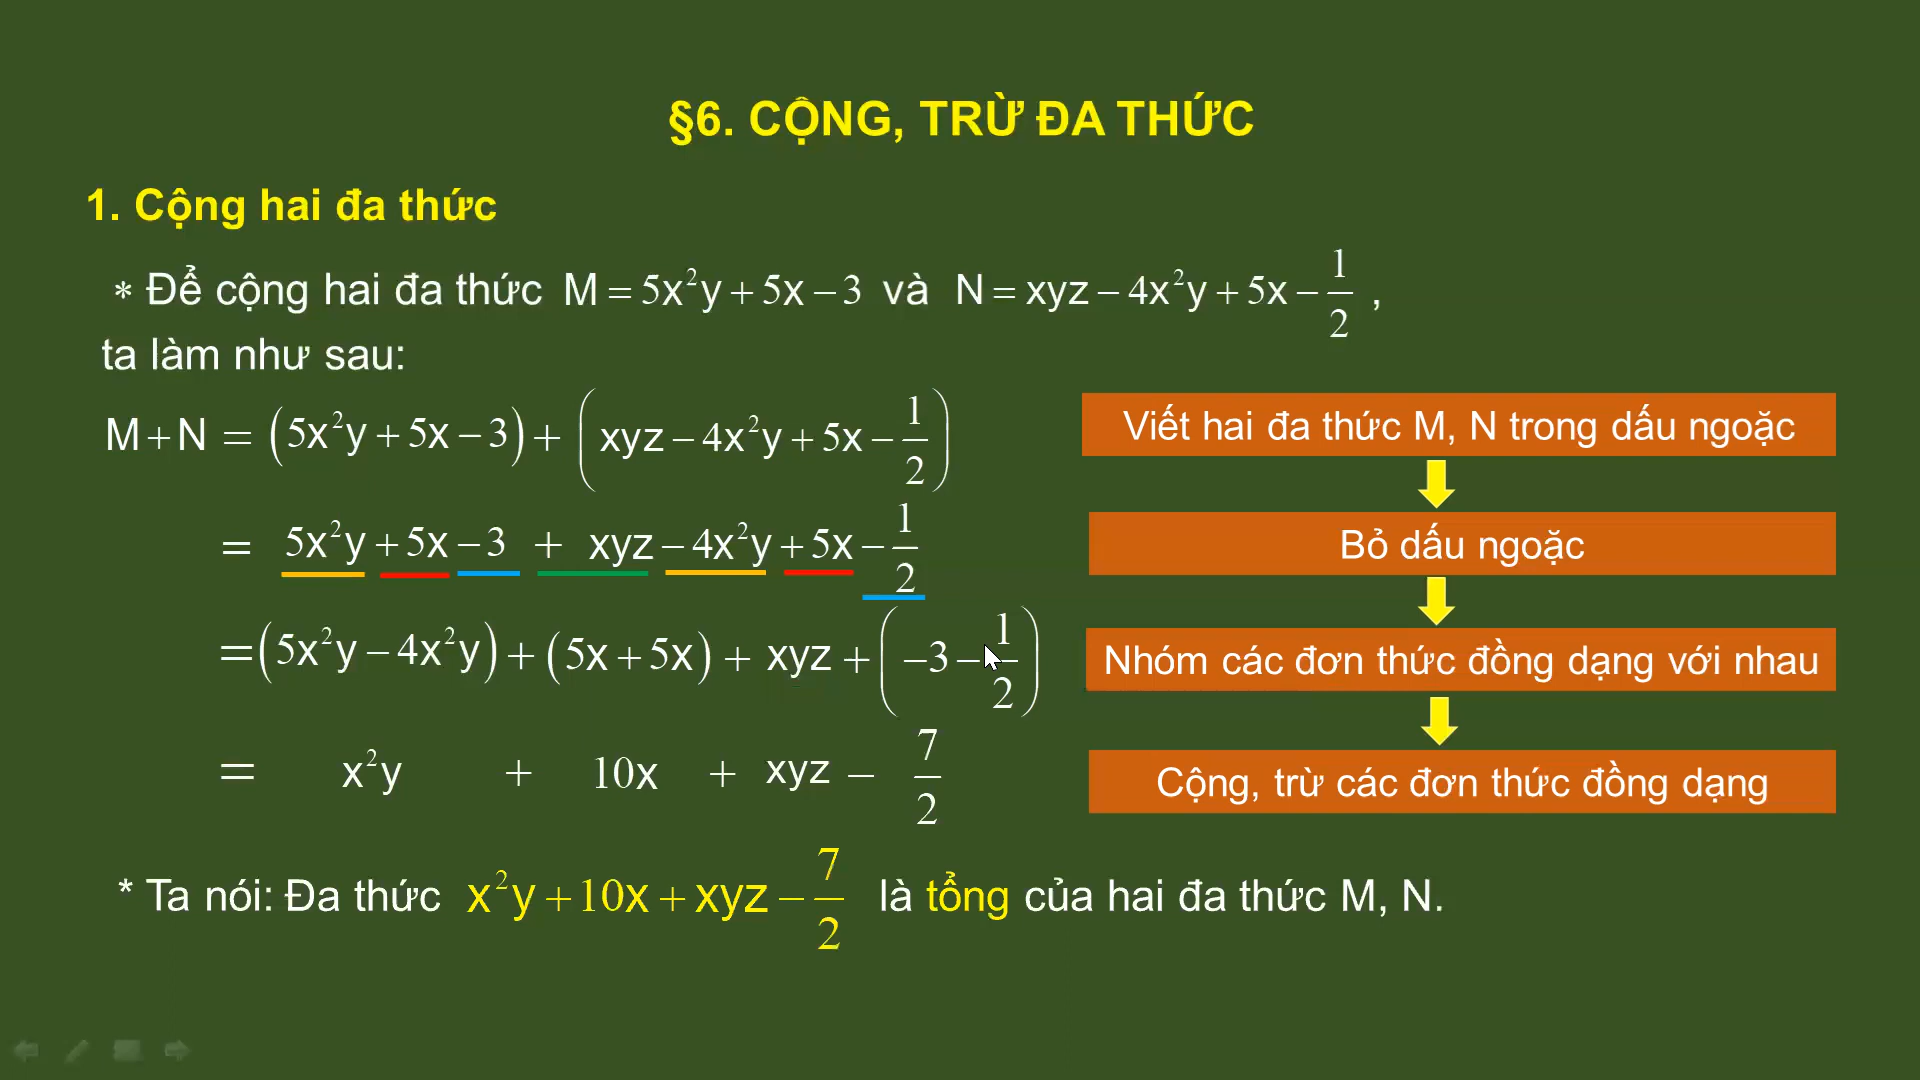 §6. CỘNG, TRỪ ĐA THỨC
1. Cộng hai đa thức
* Để cộng hai đa thức M = 5x²y + 5x − 3 và N = xyz − 4x²y + 5x − 1/2 ,
ta làm như sau:
M + N = (5x²y + 5x − 3) + (xyz − 4x²y + 5x − 1/2)
Viết hai đa thức M, N trong dấu ngoặc
= 5x²y + 5x − 3 + xyz − 4x²y + 5x − 1/2
Bỏ dấu ngoặc
= (5x²y − 4x²y) + (5x + 5x) + xyz + (−3 − 1/2)
Nhóm các đơn thức đồng dạng với nhau
= x²y + 10x + xyz − 7/2
Cộng, trừ các đơn thức đồng dạng
* Ta nói: Đa thức x²y + 10x + xyz − 7/2 là tổng của hai đa thức M, N.